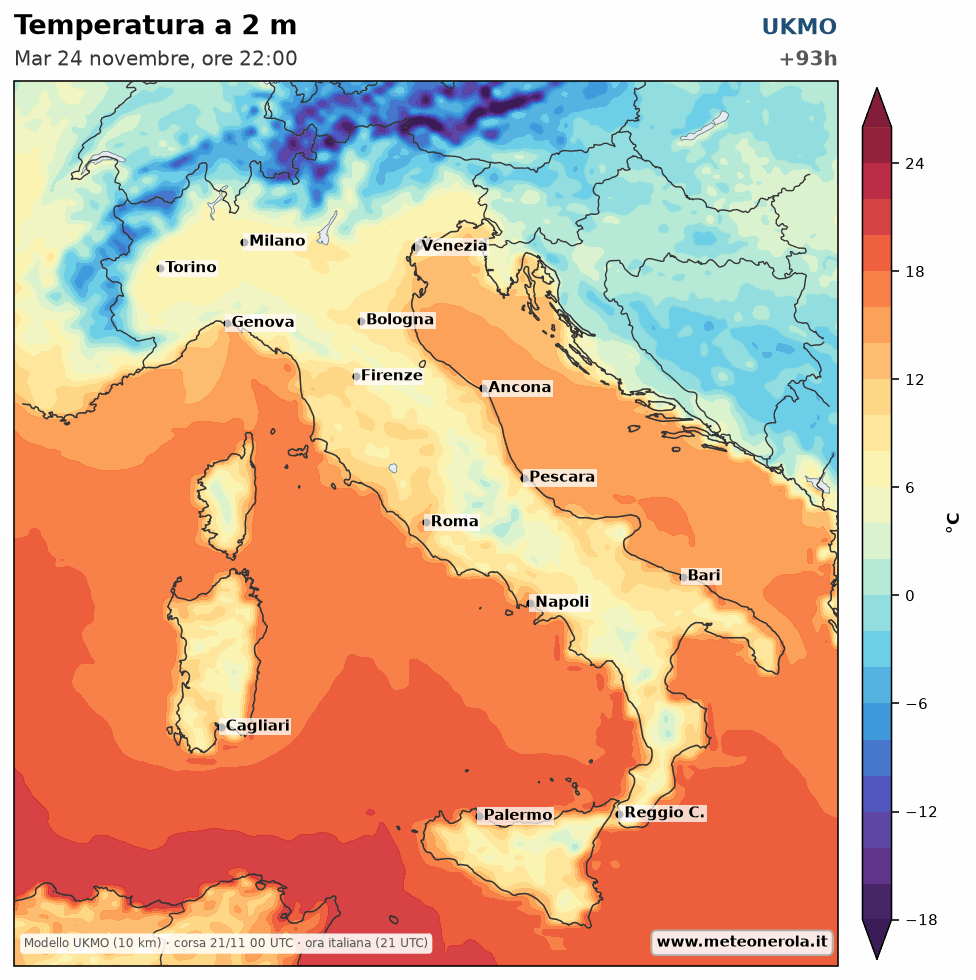 Temperatura a 2 m
UKMO
Mar 24 novembre, ore 22:00
+93h
Milano
Venezia
Torino
Genova
Bologna
Firenze
Ancona
Pescara
Roma
Bari
Napoli
Cagliari
Palermo
Reggio C.
24
18
12
6
0
−6
−12
−18
°C
Modello UKMO (10 km) · corsa 21/11 00 UTC · ora italiana (21 UTC)
www.meteonerola.it